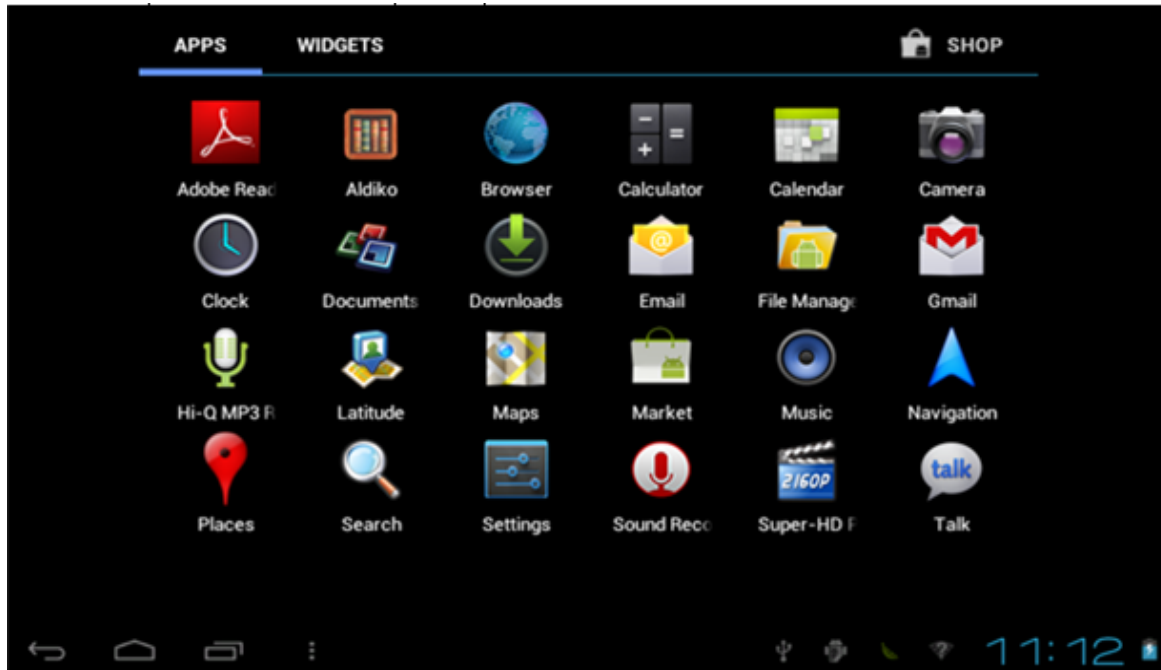 APPS WIDGETS SHOP
Adobe Read Aldiko Browser Calculator Calendar Camera
Clock Documents Downloads Email File Manage Gmail
Hi-Q MP3 R Latitude Maps Market Music Navigation
2160P talk
Places Search Settings Sound Reco Super-HD P Talk
11:12